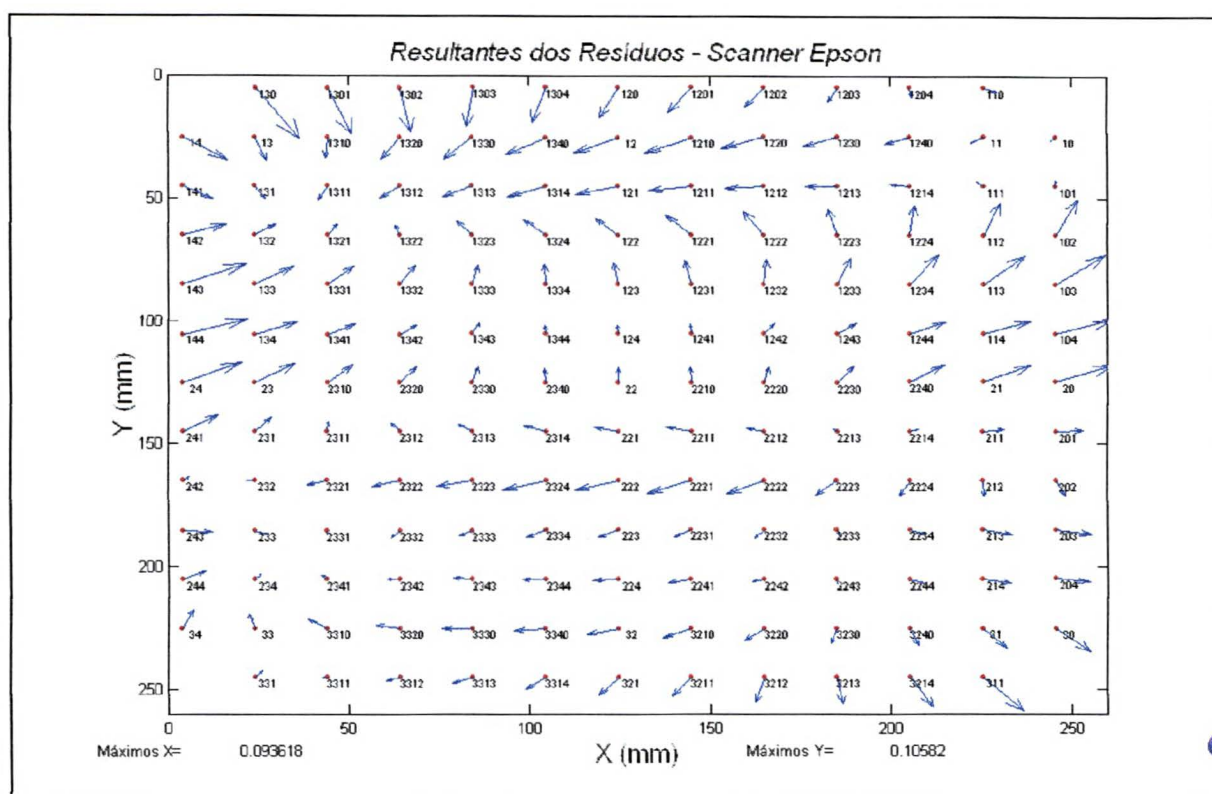 Resultantes dos Resíduos - Scanner Epson
0
130 1301 1302 1303 1304 120 1201 1202 1203 1204 110
14 13 1310 1320 1330 1340 12 1210 1220 1230 1240 11 10
141 131 1311 1312 1313 1314 121 1211 1212 1213 1214 111 101
50
142 132 1321 1322 1323 1324 122 1221 1222 1223 1224 112 102
143 133 1331 1332 1333 1334 123 1231 1232 1233 1234 113 103
100
144 134 1341 1342 1343 1344 124 1241 1242 1243 1244 114 104
24 23 2310 2320 2330 2340 22 2210 2220 2230 2240 21 20
Y (mm)
150
241 231 2311 2312 2313 2314 221 2211 2212 2213 2214 211 201
242 232 2321 2322 2323 2324 222 2221 2222 2223 2224 212 202
243 233 2331 2332 2333 2334 223 2231 2232 2233 2234 213 203
200
244 234 2341 2342 2343 2344 224 2241 2242 2243 2244 214 204
34 33 3310 3320 3330 3340 32 3210 3220 3230 3240 31 30
331 3311 3312 3313 3314 321 3211 3212 3213 3214 311
250
0 50 100 150 200 250
Máximos X= 0.093618 X (mm) Máximos Y= 0.10582